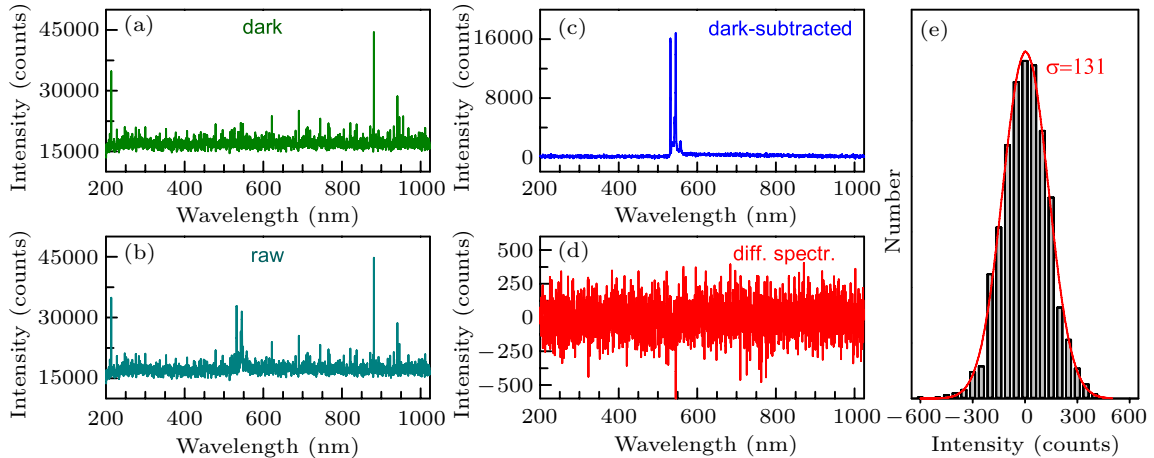 (a)
dark
45000
30000
15000
Intensity (counts)
200 400 600 800 1000
Wavelength (nm)
(b)
raw
45000
30000
15000
Intensity (counts)
200 400 600 800 1000
Wavelength (nm)
(c)
dark-subtracted
16000
8000
0
Intensity (counts)
200 400 600 800 1000
Wavelength (nm)
(d)
diff. spectr.
500
250
0
−250
−500
Intensity (counts)
200 400 600 800 1000
Wavelength (nm)
(e)
σ=131
Number
−600 −300 0 300 600
Intensity (counts)